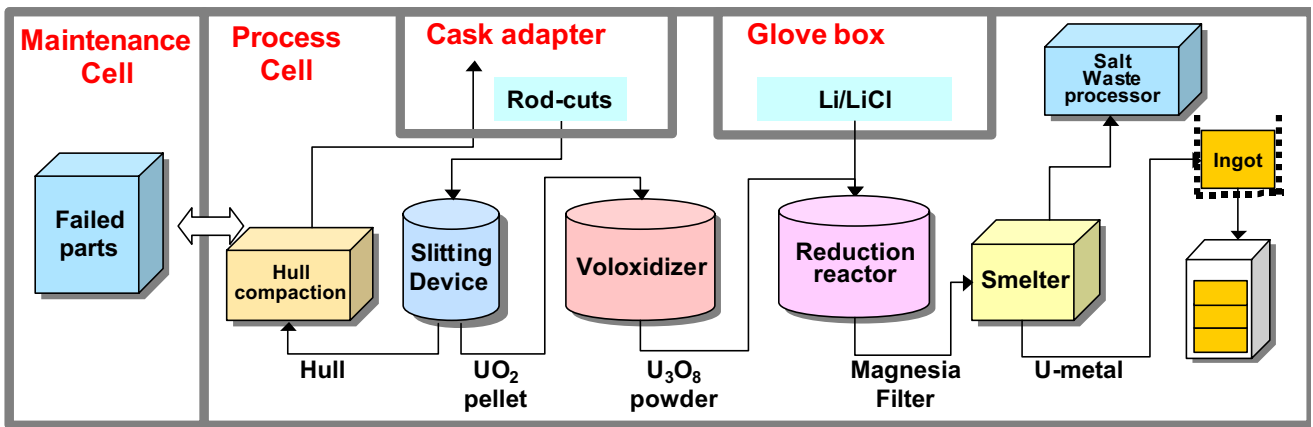 Maintenance
Cell
Process
Cell
Cask adapter
Glove box
Rod-cuts
Li/LiCl
Salt
Waste
processor
Ingot
Failed
parts
Hull
compaction
Slitting
Device
Voloxidizer
Reduction
reactor
Smelter
Hull
UO₂
pellet
U₃O₈
powder
Magnesia
Filter
U-metal